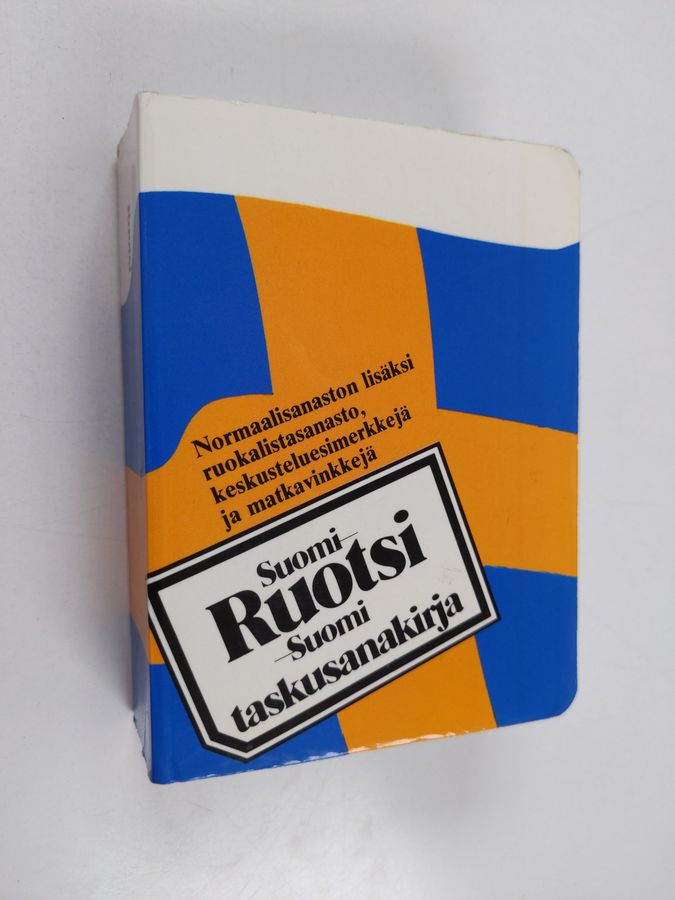 Normaalisanaston lisäksi
ruokalistasanasto,
keskusteluesimerkkejä
ja matkavinkkejä
Suomi–
Ruotsi
–Suomi
taskusanakirja